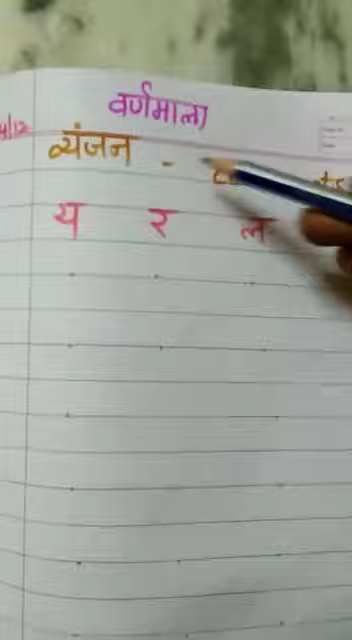 वर्णमाला
व्यंजन -
य र ल